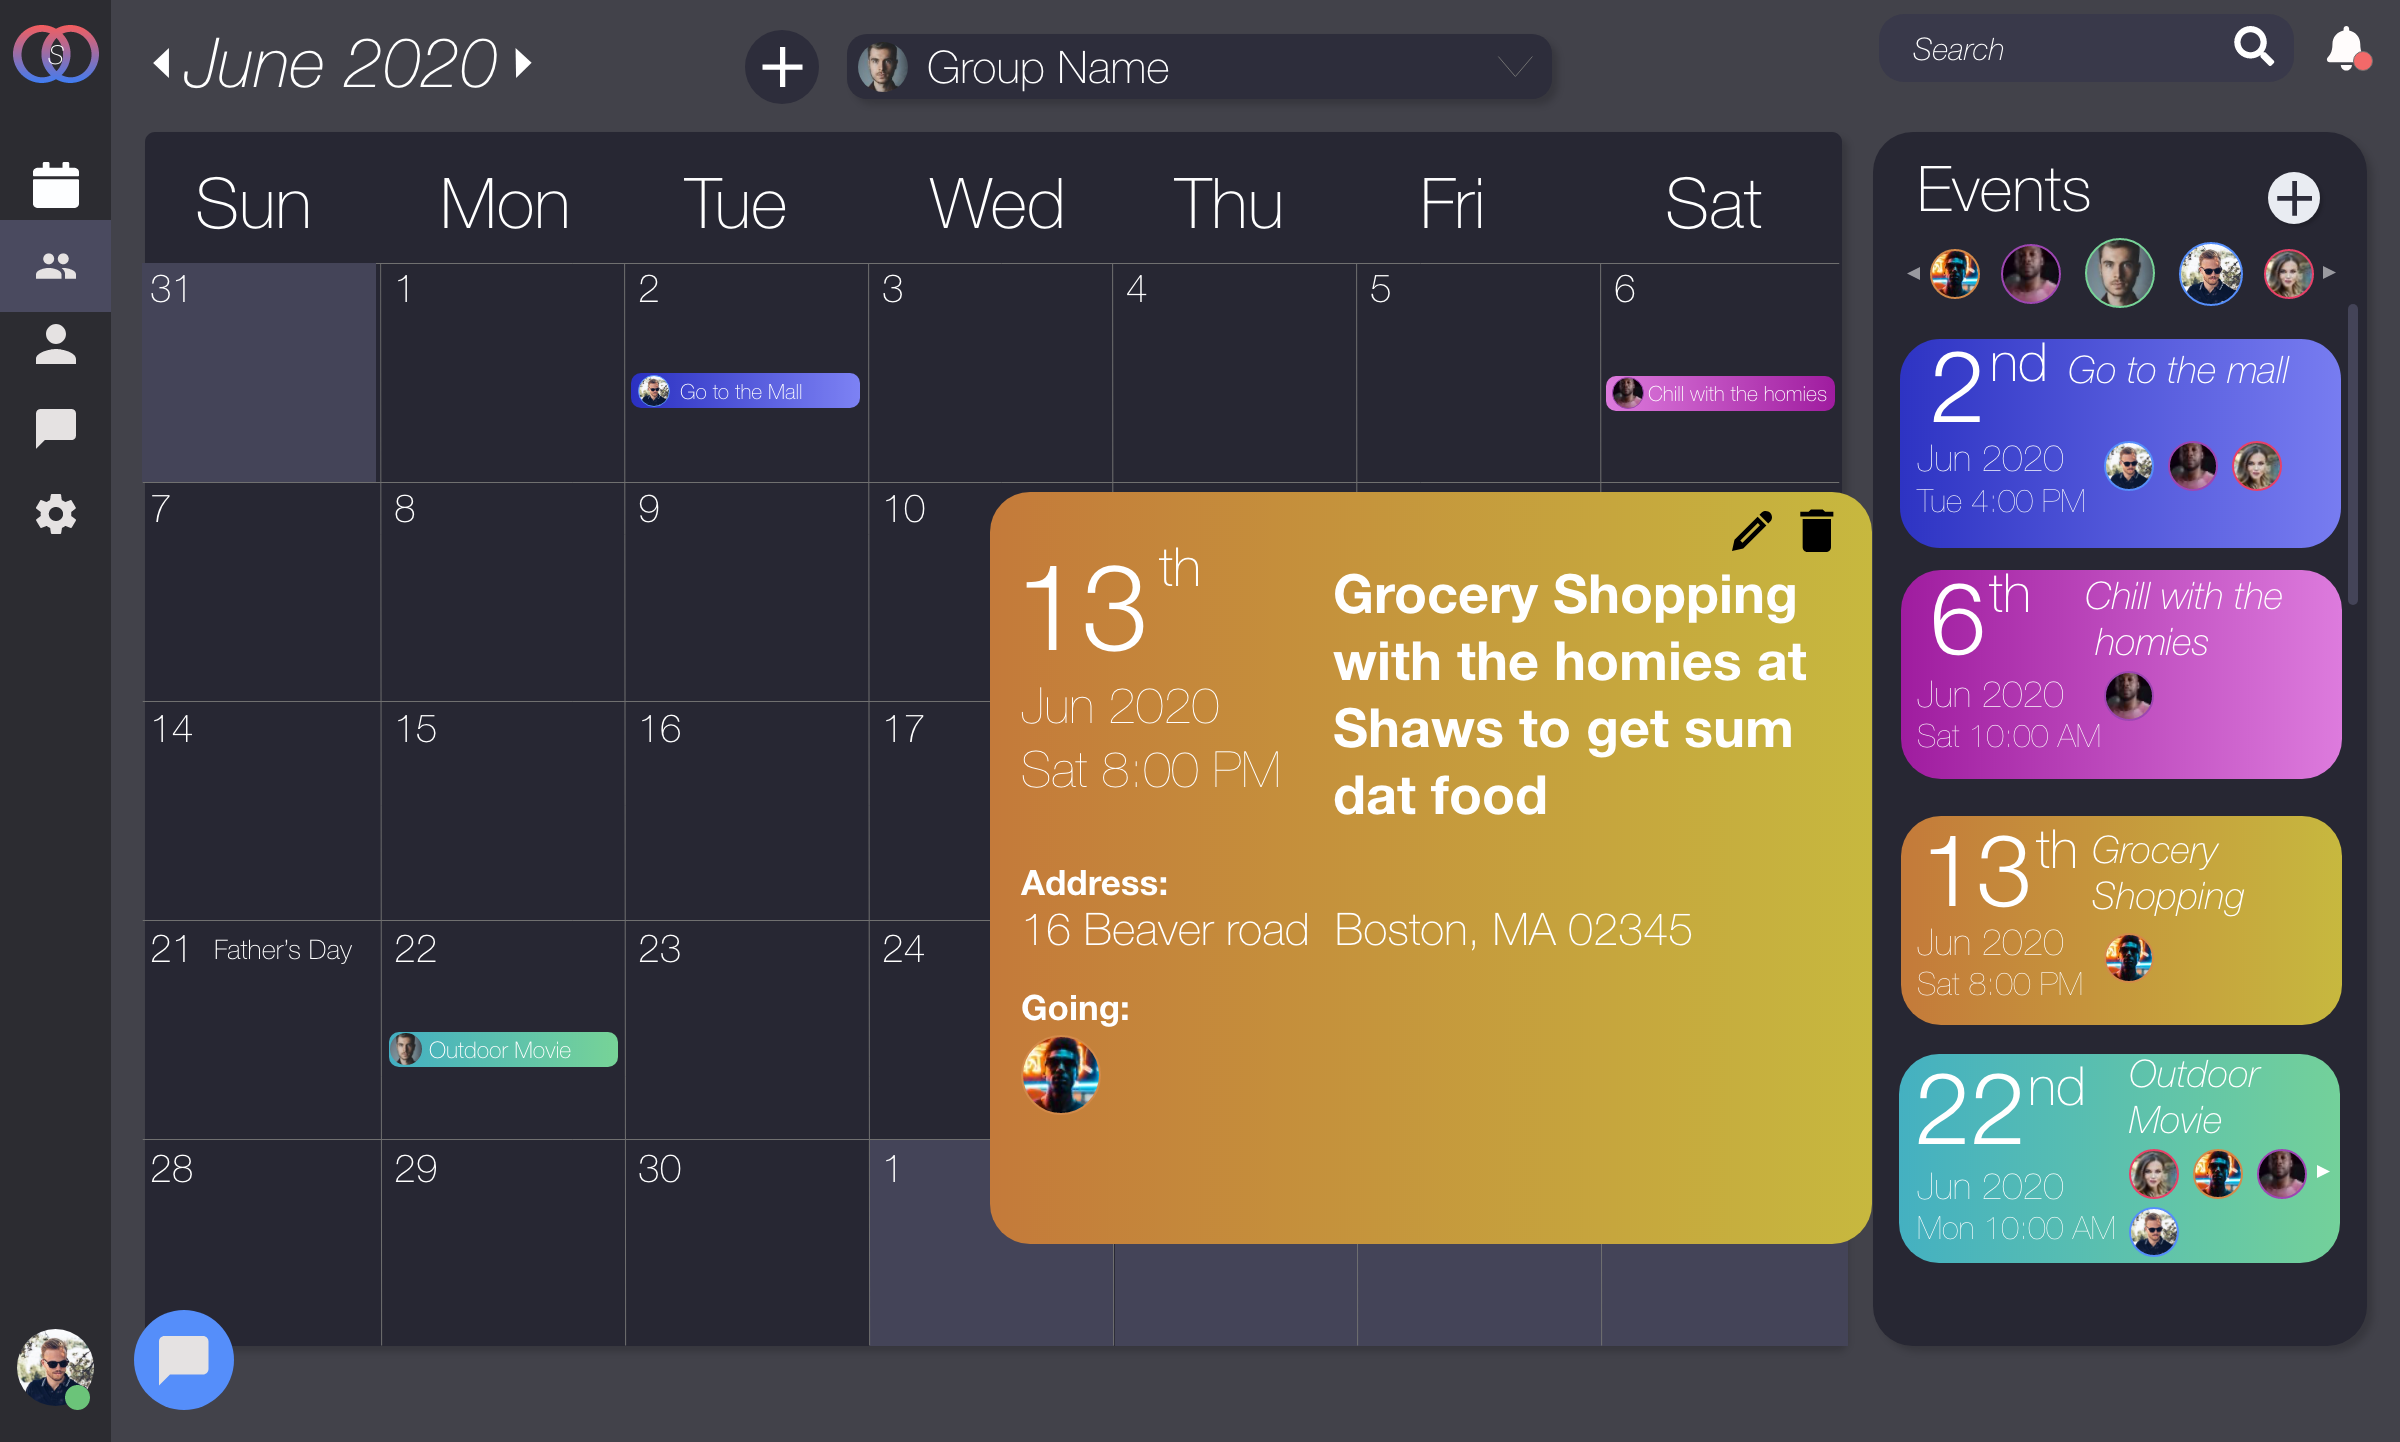 S
June 2020
Group Name
Search
Sun Mon Tue Wed Thu Fri Sat
31 1 2 3 4 5 6
Go to the Mall
Chill with the homies
7 8 9 10
14 15 16 17
21 Father's Day 22 23 24
Outdoor Movie
28 29 30 1
13th
Jun 2020
Sat 8:00 PM
Grocery Shopping
with the homies at
Shaws to get sum
dat food
Address:
16 Beaver road Boston, MA 02345
Going:
Events
2nd Go to the mall
Jun 2020
Tue 4:00 PM
6th Chill with the
homies
Jun 2020
Sat 10:00 AM
13th Grocery
Shopping
Jun 2020
Sat 8:00 PM
22nd Outdoor
Movie
Jun 2020
Mon 10:00 AM